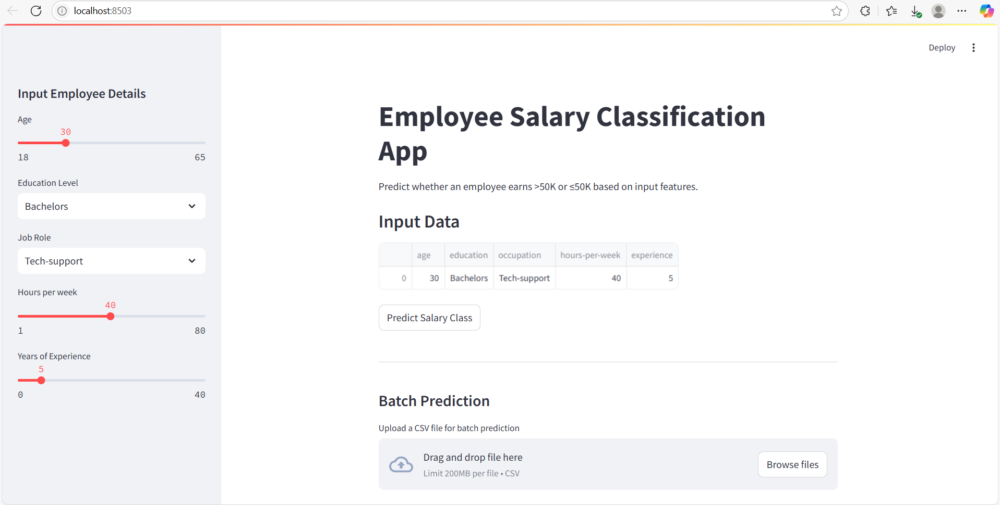 localhost:8503
Deploy
Input Employee Details
Age
30
18 65
Education Level
Bachelors
Job Role
Tech-support
Hours per week
40
1 80
Years of Experience
5
0 40
Employee Salary Classification
App
Predict whether an employee earns >50K or ≤50K based on input features.
Input Data
age education occupation hours-per-week experience
0 30 Bachelors Tech-support 40 5
Predict Salary Class
Batch Prediction
Upload a CSV file for batch prediction
Drag and drop file here
Limit 200MB per file • CSV
Browse files